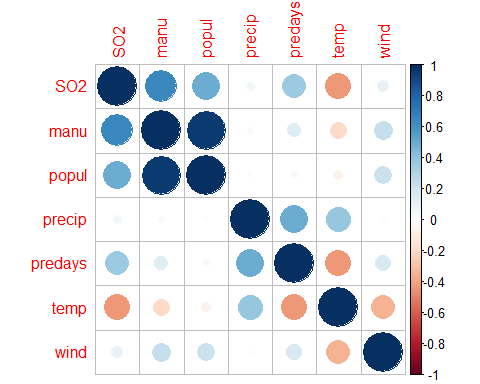 SO2 manu popul precip predays temp wind
SO2
manu
popul
precip
predays
temp
wind
1
0.8
0.6
0.4
0.2
0
-0.2
-0.4
-0.6
-0.8
-1